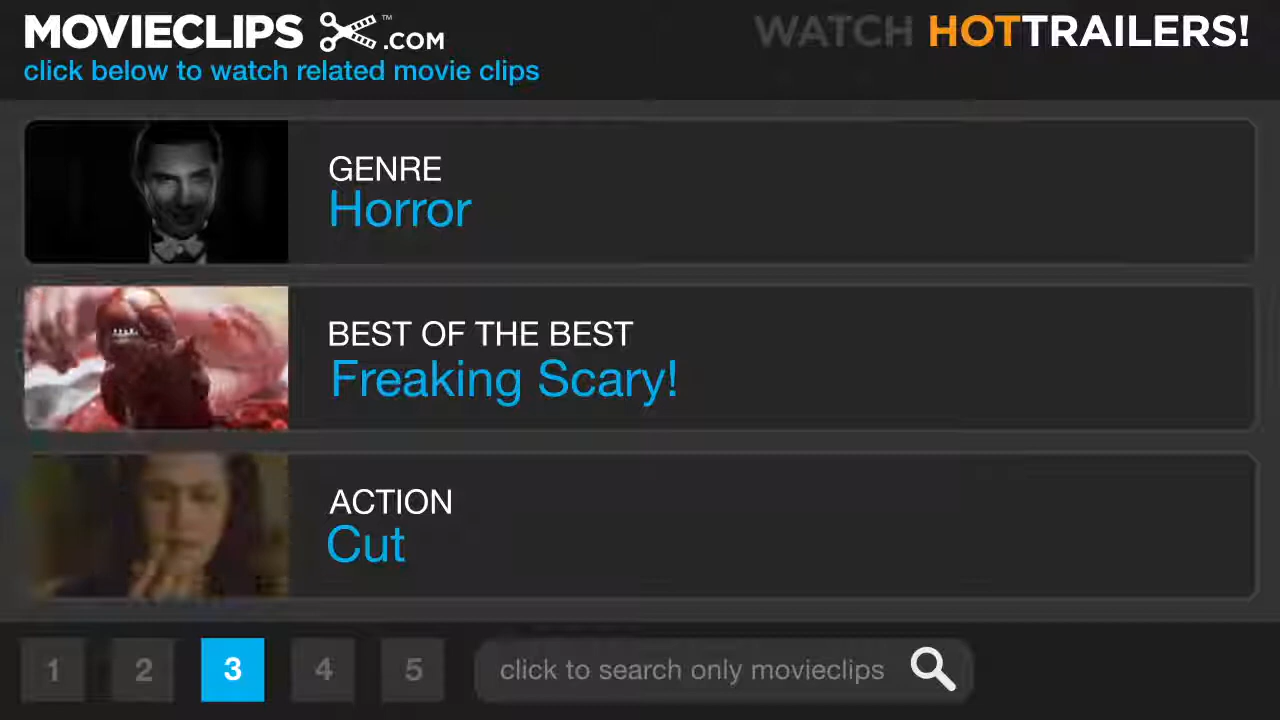 MOVIECLIPS ™ .COM
WATCH HOTTRAILERS!
click below to watch related movie clips
GENRE
Horror
BEST OF THE BEST
Freaking Scary!
ACTION
Cut
1 2 3 4 5
click to search only movieclips